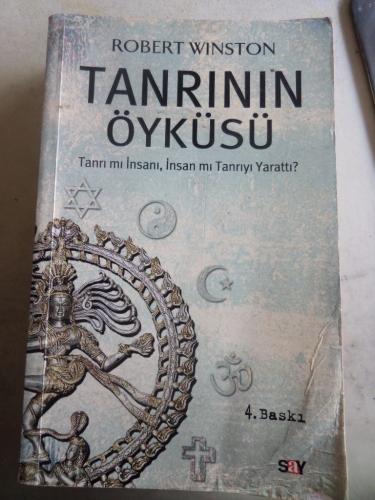 ROBERT WINSTON
TANRININ
ÖYKÜSÜ
Tanrı mı İnsanı, İnsan mı Tanrıyı Yarattı?
4. Baskı
say